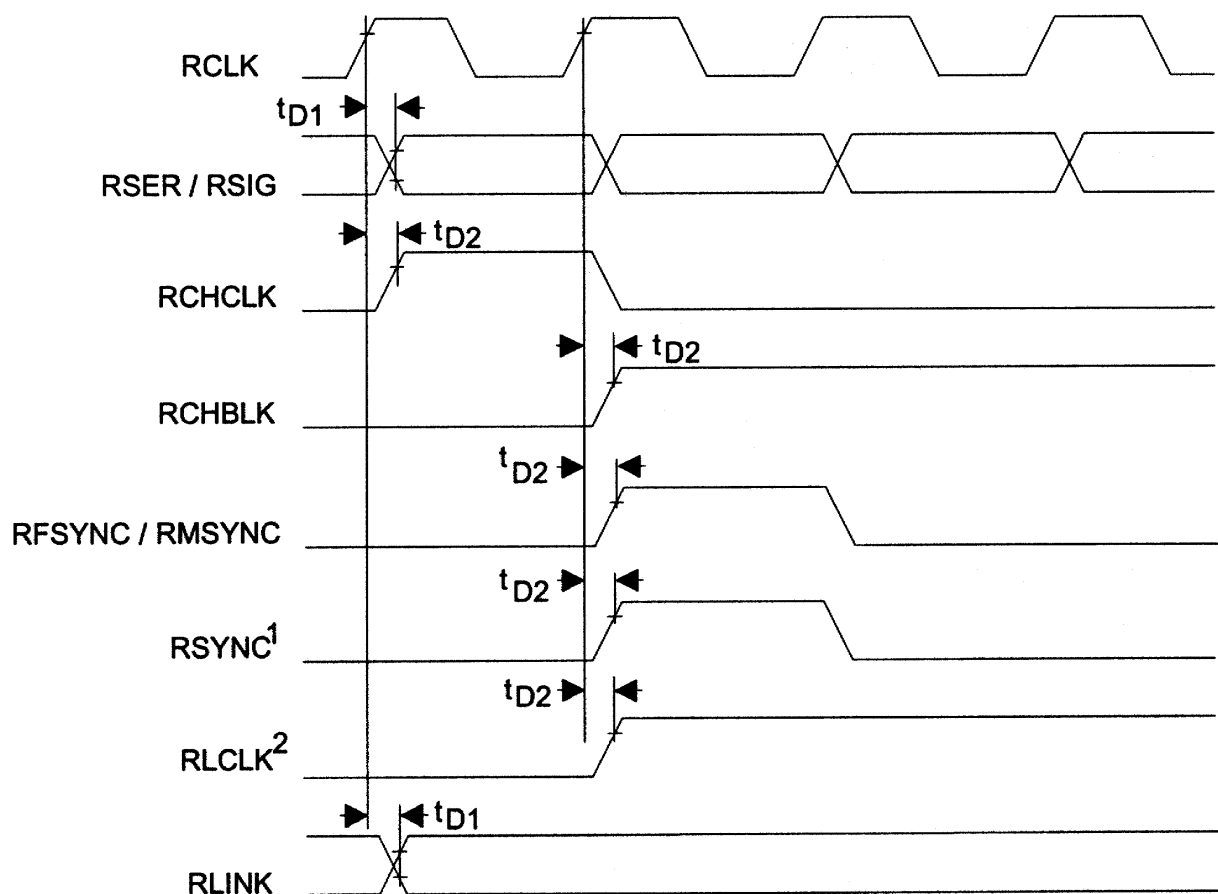 RCLK
tD1
RSER / RSIG
tD2
RCHCLK
tD2
RCHBLK
tD2
RFSYNC / RMSYNC
tD2
RSYNC1
tD2
RLCLK2
tD1
RLINK